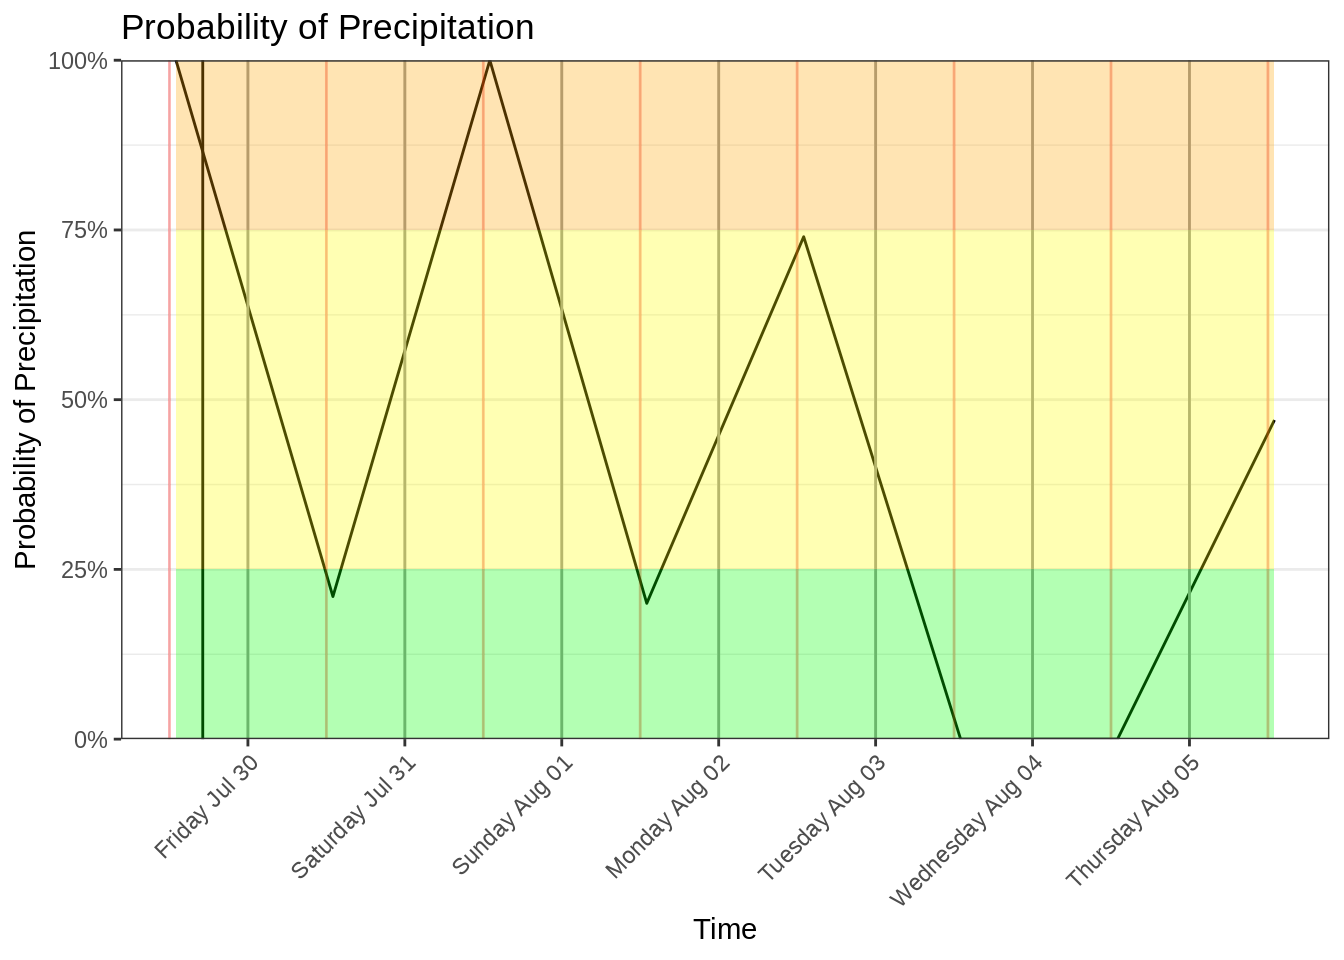 Probability of Precipitation
Probability of Precipitation
100%
75%
50%
25%
0%
Friday Jul 30
Saturday Jul 31
Sunday Aug 01
Monday Aug 02
Tuesday Aug 03
Wednesday Aug 04
Thursday Aug 05
Time